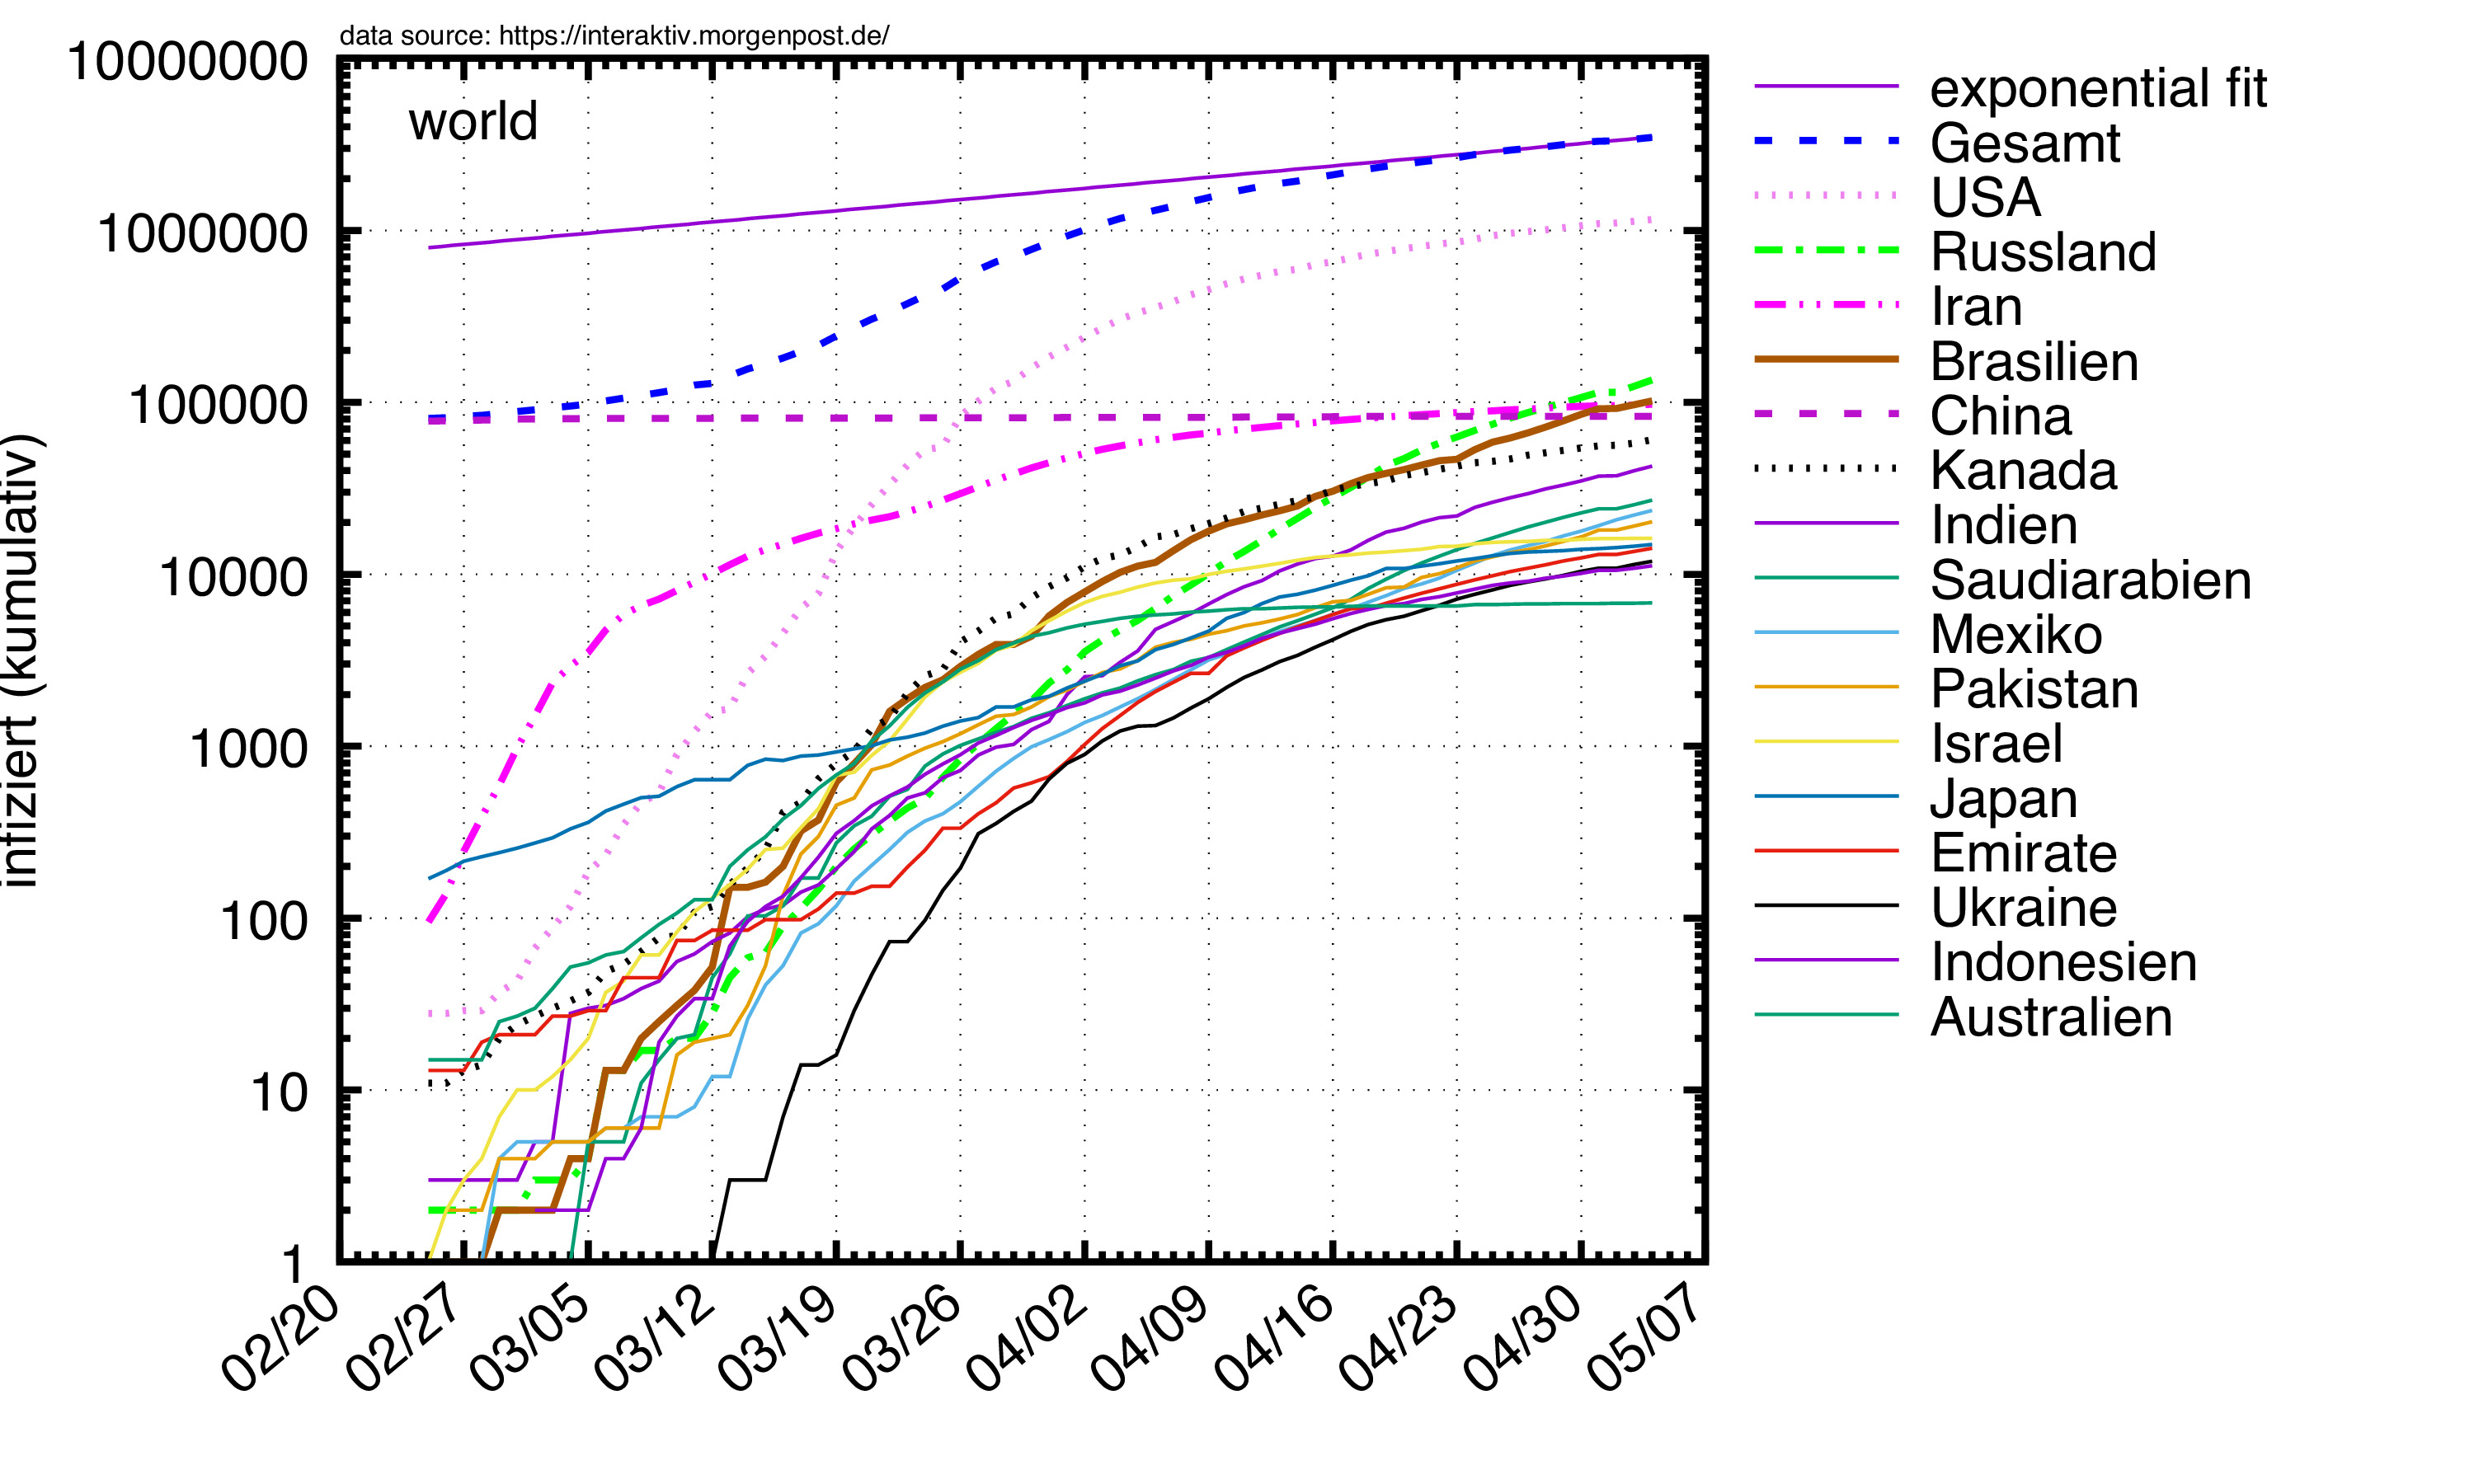 data source: https://interaktiv.morgenpost.de/
world
infiziert (kumulativ)
10000000
1000000
100000
10000
1000
100
10
1
02/20
02/27
03/05
03/12
03/19
03/26
04/02
04/09
04/16
04/23
04/30
05/07
exponential fit
Gesamt
USA
Russland
Iran
Brasilien
China
Kanada
Indien
Saudiarabien
Mexiko
Pakistan
Israel
Japan
Emirate
Ukraine
Indonesien
Australien